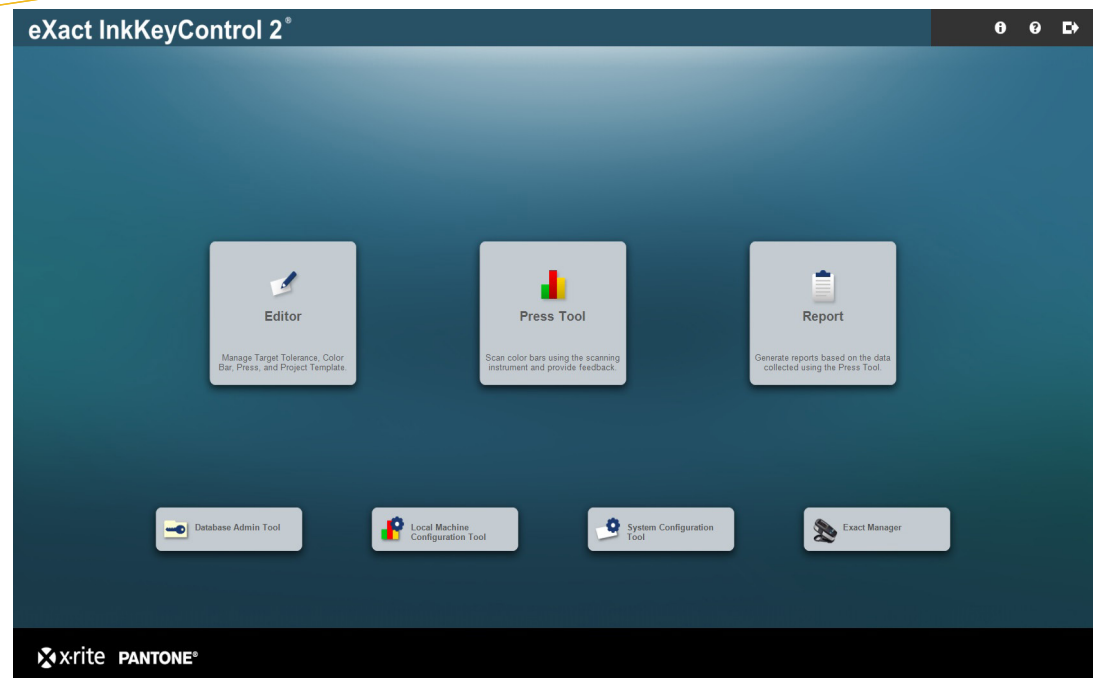 eXact InkKeyControl 2®
Editor
Manage Target Tolerance, Color
Bar, Press, and Project Template.
Press Tool
Scan color bars using the scanning
instrument and provide feedback.
Report
Generate reports based on the data
collected using the Press Tool.
Database Admin Tool
Local Machine
Configuration Tool
System Configuration
Tool
Exact Manager
x·rite PANTONE®